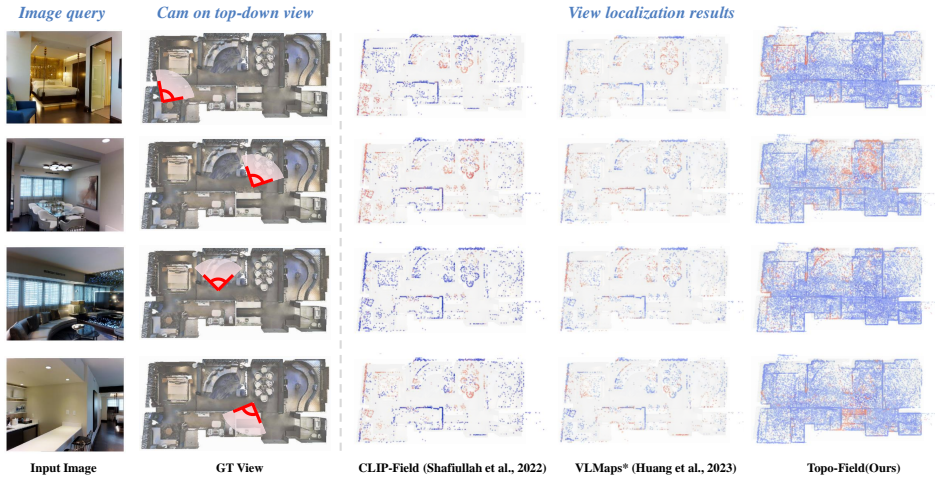 Image query
Cam on top-down view
View localization results
Input Image
GT View
CLIP-Field (Shafiullah et al., 2022)
VLMaps* (Huang et al., 2023)
Topo-Field(Ours)